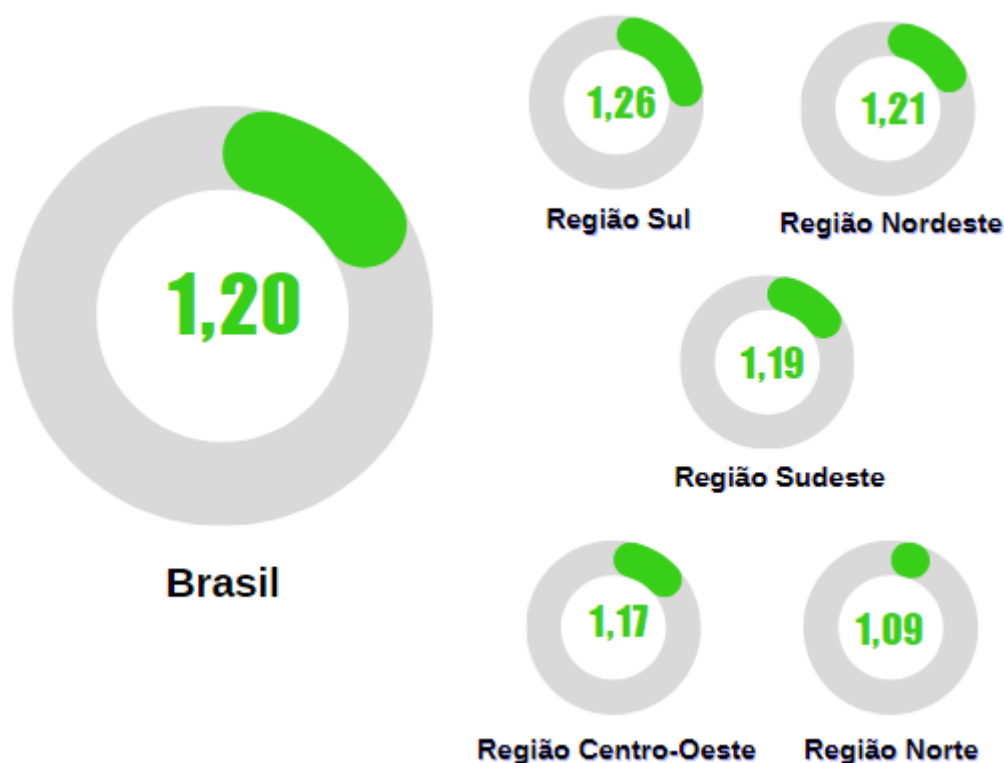 1,20
Brasil
1,26
Região Sul
1,21
Região Nordeste
1,19
Região Sudeste
1,17
Região Centro-Oeste
1,09
Região Norte